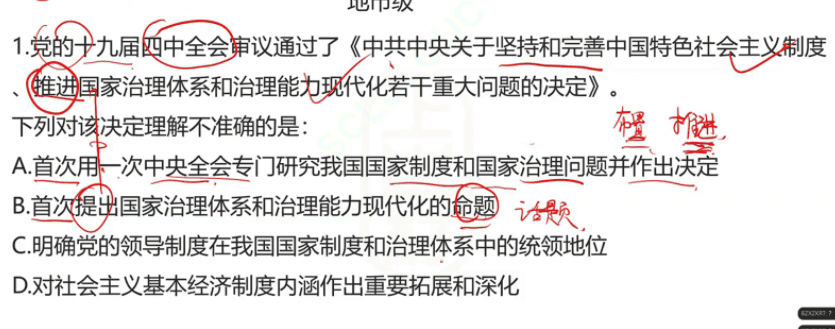 地市级
1.党的十九届四中全会审议通过了《中共中央关于坚持和完善中国特色社会主义制度
、推进国家治理体系和治理能力现代化若干重大问题的决定》。
下列对该决定理解不准确的是：
布置 推进
A.首次用一次中央全会专门研究我国国家制度和国家治理问题并作出决定
B.首次提出国家治理体系和治理能力现代化的命题 话题
C.明确党的领导制度在我国国家制度和治理体系中的统领地位
D.对社会主义基本经济制度内涵作出重要拓展和深化